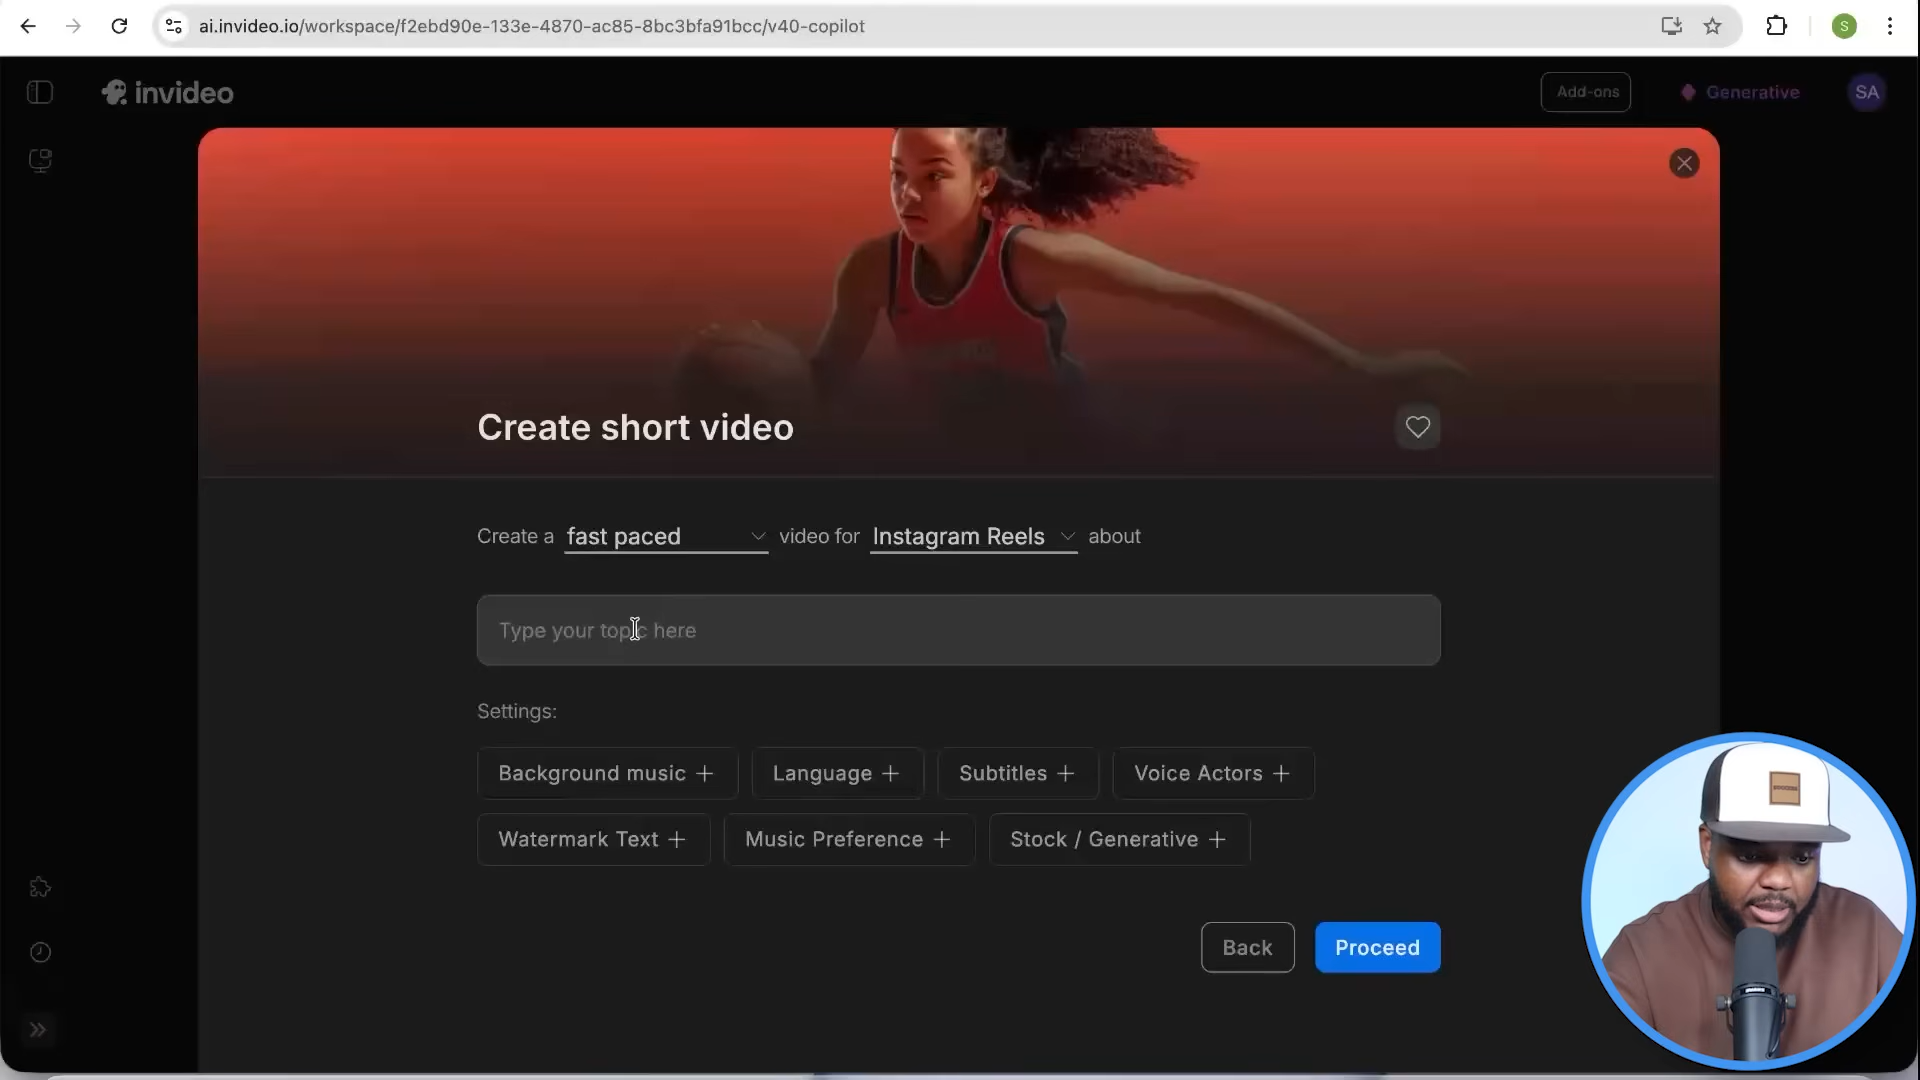 ai.invideo.io/workspace/f2ebd90e-133e-4870-ac85-8bc3bfa91bcc/v40-copilot
S
invideo
Add-ons
Generative
SA
Create short video
Create a fast paced video for Instagram Reels about
Type your topic here
Settings:
Background music +
Language +
Subtitles +
Voice Actors +
Watermark Text +
Music Preference +
Stock / Generative +
Back
Proceed